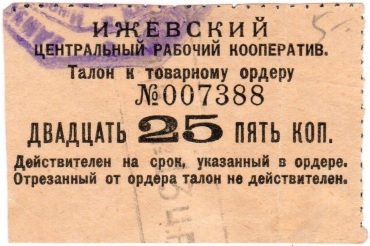 ИЖЕВСКИЙ
ЦЕНТРАЛЬНЫЙ РАБОЧИЙ КООПЕРАТИВ.
Талон к товарному ордеру
№007388
ДВАДЦАТЬ 25 ПЯТЬ КОП.
Действителен на срок, указанный в ордере.
Отрезанный от ордера талон не действителен.